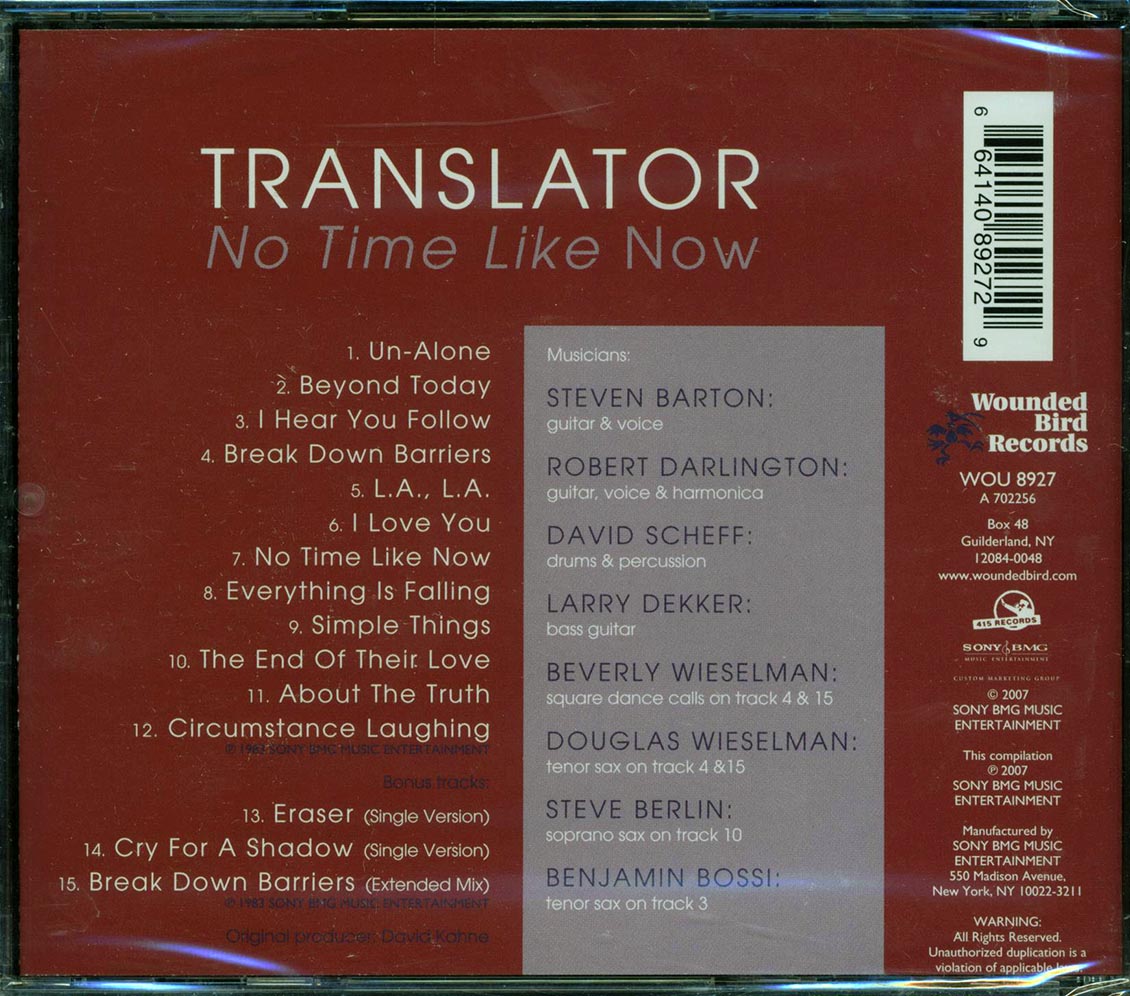 TRANSLATOR
No Time Like Now
1. Un-Alone
2. Beyond Today
3. I Hear You Follow
4. Break Down Barriers
5. L.A., L.A.
6. I Love You
7. No Time Like Now
8. Everything Is Falling
9. Simple Things
10. The End Of Their Love
11. About The Truth
12. Circumstance Laughing
℗ 1983 SONY BMG MUSIC ENTERTAINMENT
Bonus tracks:
13. Eraser (Single Version)
14. Cry For A Shadow (Single Version)
15. Break Down Barriers (Extended Mix)
℗ 1983 SONY BMG MUSIC ENTERTAINMENT
Original producer: David Kahne
Musicians:
STEVEN BARTON:
guitar & voice
ROBERT DARLINGTON:
guitar, voice & harmonica
DAVID SCHEFF:
drums & percussion
LARRY DEKKER:
bass guitar
BEVERLY WIESELMAN:
square dance calls on track 4 & 15
DOUGLAS WIESELMAN:
tenor sax on track 4 &15
STEVE BERLIN:
soprano sax on track 10
BENJAMIN BOSSI:
tenor sax on track 3
6 64140 89272 9
Wounded
Bird
Records
WOU 8927
A 702256
Box 48
Guilderland, NY
12084-0048
www.woundedbird.com
415 RECORDS
SONY BMG
MUSIC ENTERTAINMENT
CUSTOM MARKETING GROUP
© 2007
SONY BMG MUSIC
ENTERTAINMENT
This compilation
℗ 2007
SONY BMG MUSIC
ENTERTAINMENT
Manufactured by
SONY BMG MUSIC
ENTERTAINMENT
550 Madison Avenue,
New York, NY 10022-3211
WARNING:
All Rights Reserved.
Unauthorized duplication is a
violation of applicable laws.